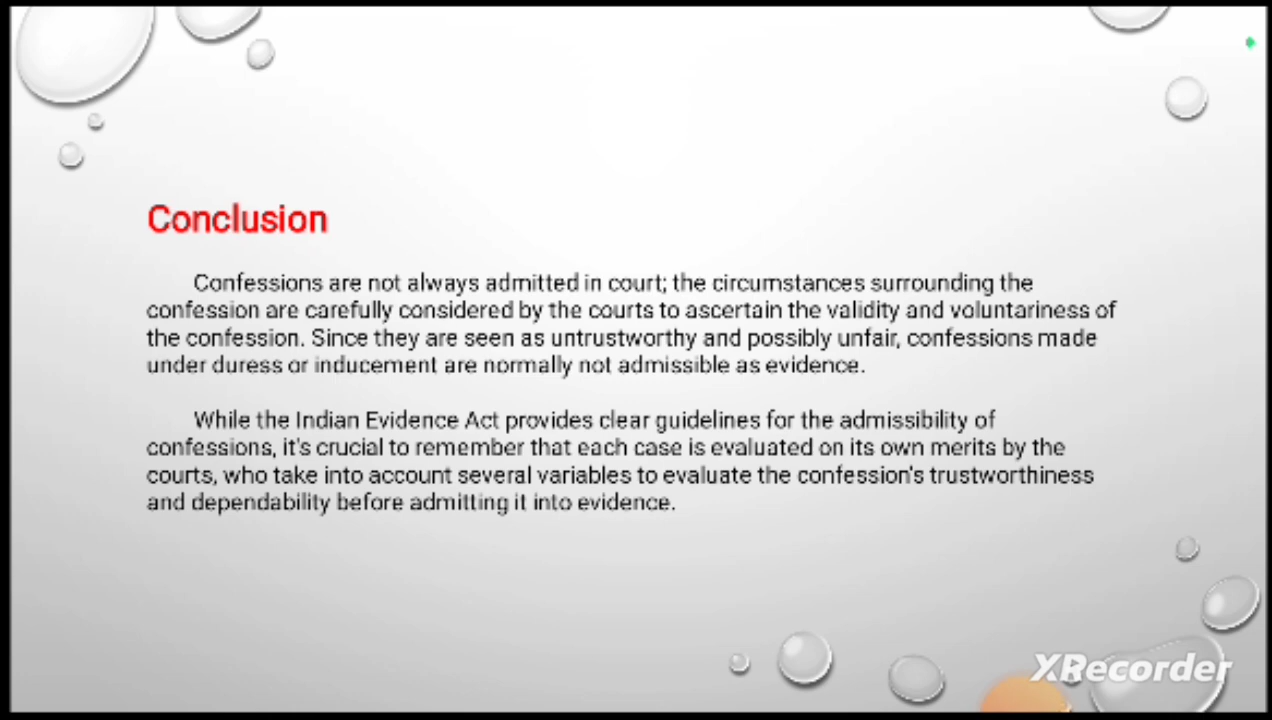 Conclusion
Confessions are not always admitted in court; the circumstances surrounding the
confession are carefully considered by the courts to ascertain the validity and voluntariness of
the confession. Since they are seen as untrustworthy and possibly unfair, confessions made
under duress or inducement are normally not admissible as evidence.
While the Indian Evidence Act provides clear guidelines for the admissibility of
confessions, it's crucial to remember that each case is evaluated on its own merits by the
courts, who take into account several variables to evaluate the confession's trustworthiness
and dependability before admitting it into evidence.
XRecorder